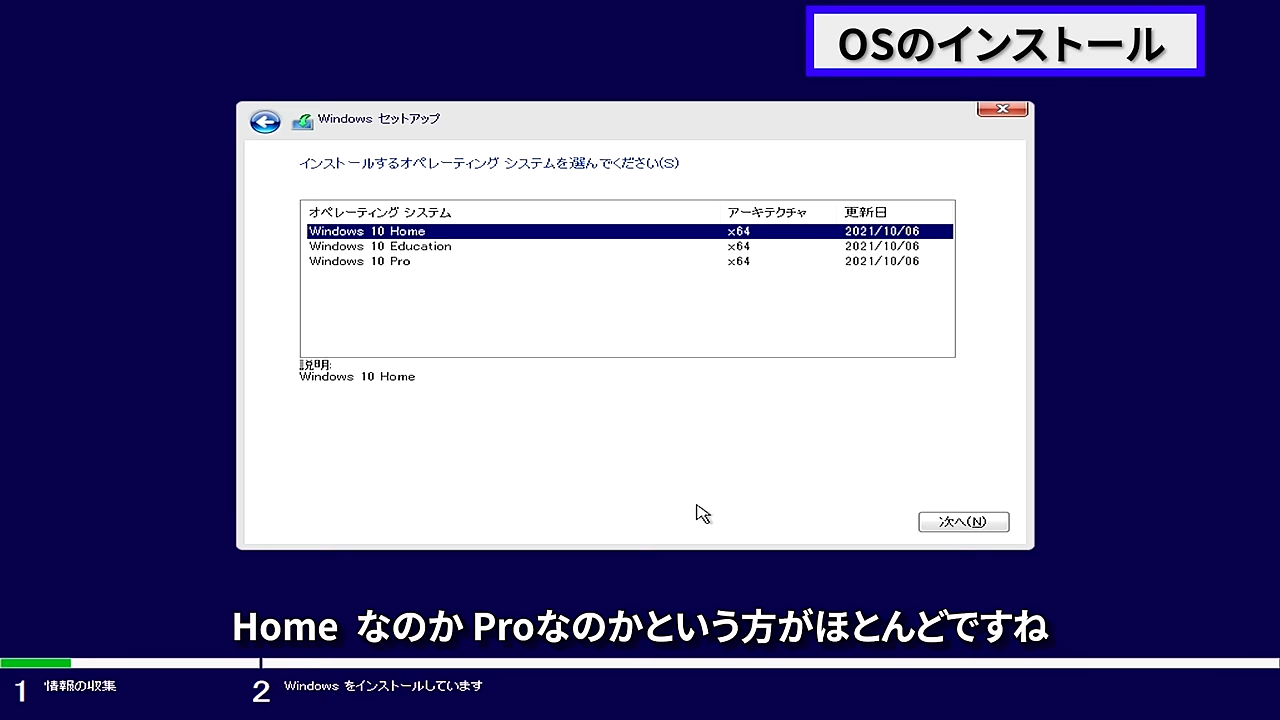 OSのインストール
Windows セットアップ
インストールするオペレーティング システムを選んでください(S)
オペレーティング システム アーキテクチャ 更新日
Windows 10 Home x64 2021/10/06
Windows 10 Education x64 2021/10/06
Windows 10 Pro x64 2021/10/06
説明:
Windows 10 Home
次へ(N)
Home なのか Proなのかという方がほとんどですね
1 情報の収集 2 Windows をインストールしています